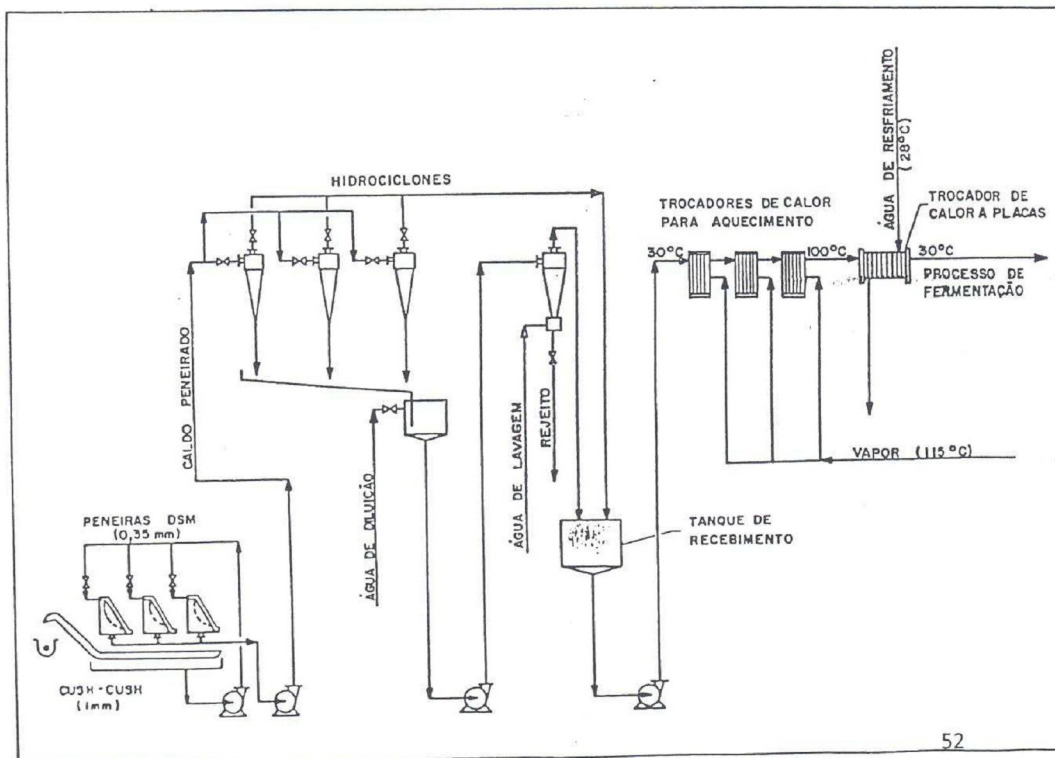 HIDROCICLONES
CALDO PENEIRADO
PENEIRAS DSM
(0,35 mm)
CUSH-CUSH
(1mm)
ÁGUA DE DILUIÇÃO
ÁGUA DE LAVAGEM
REJEITO
TANQUE DE
RECEBIMENTO
TROCADORES DE CALOR
PARA AQUECIMENTO
30°C
100°C
ÁGUA DE RESFRIAMENTO
(28°C)
TROCADOR DE
CALOR A PLACAS
30°C
PROCESSO DE
FERMENTAÇÃO
VAPOR (115°C)
52